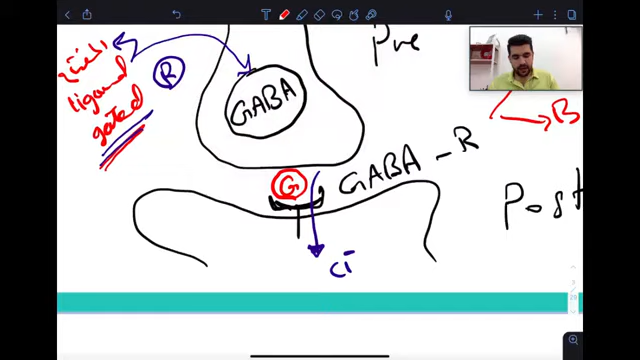 Pre
R
ligand
gated
GABA
B
G
GABA - R
Post
Cl⁻